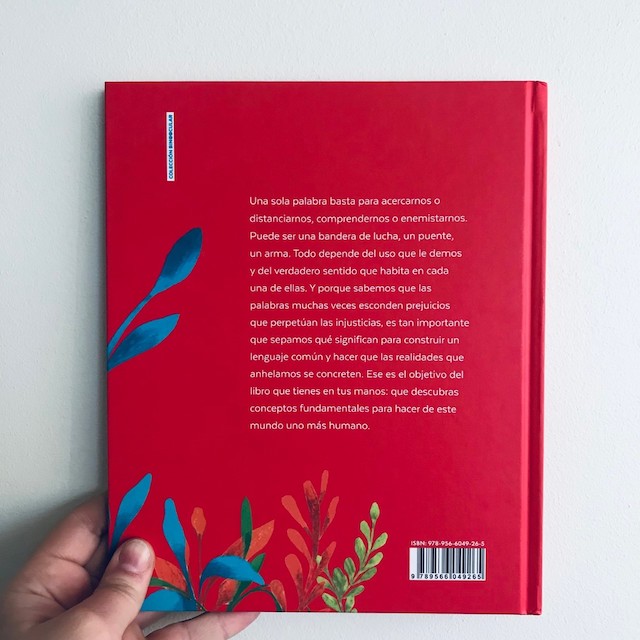 COLECCIÓN BINOCULAR
Una sola palabra basta para acercarnos o
distanciarnos, comprendernos o enemistarnos.
Puede ser una bandera de lucha, un puente,
un arma. Todo depende del uso que le demos
y del verdadero sentido que habita en cada
una de ellas. Y porque sabemos que las
palabras muchas veces esconden prejuicios
que perpetúan las injusticias, es tan importante
que sepamos qué significan para construir un
lenguaje común y hacer que las realidades que
anhelamos se concreten. Ese es el objetivo del
libro que tienes en tus manos: que descubras
conceptos fundamentales para hacer de este
mundo uno más humano.
ISBN: 978-956-6049-26-5
9 789566 049265